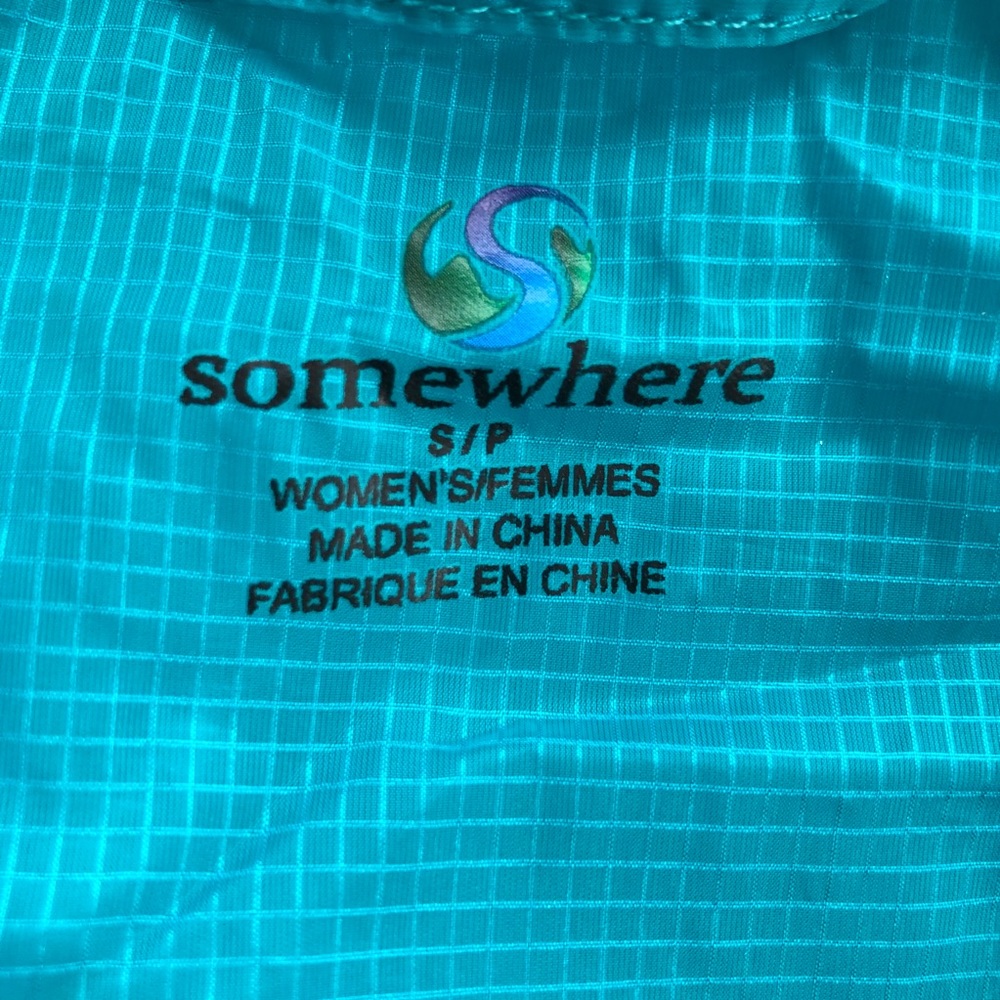 somewhere
S/P
WOMEN'S/FEMMES
MADE IN CHINA
FABRIQUE EN CHINE